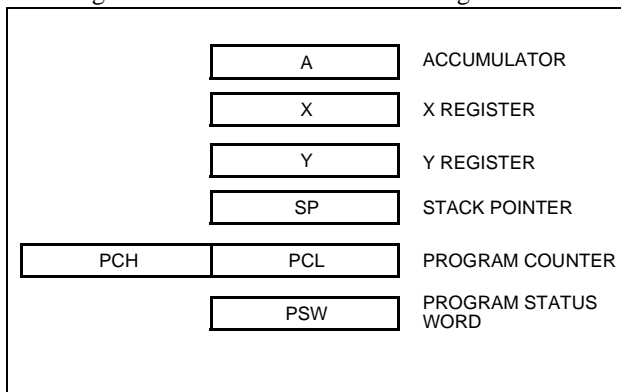 A ACCUMULATOR
X X REGISTER
Y Y REGISTER
SP STACK POINTER
PCH PCL PROGRAM COUNTER
PSW PROGRAM STATUS
WORD